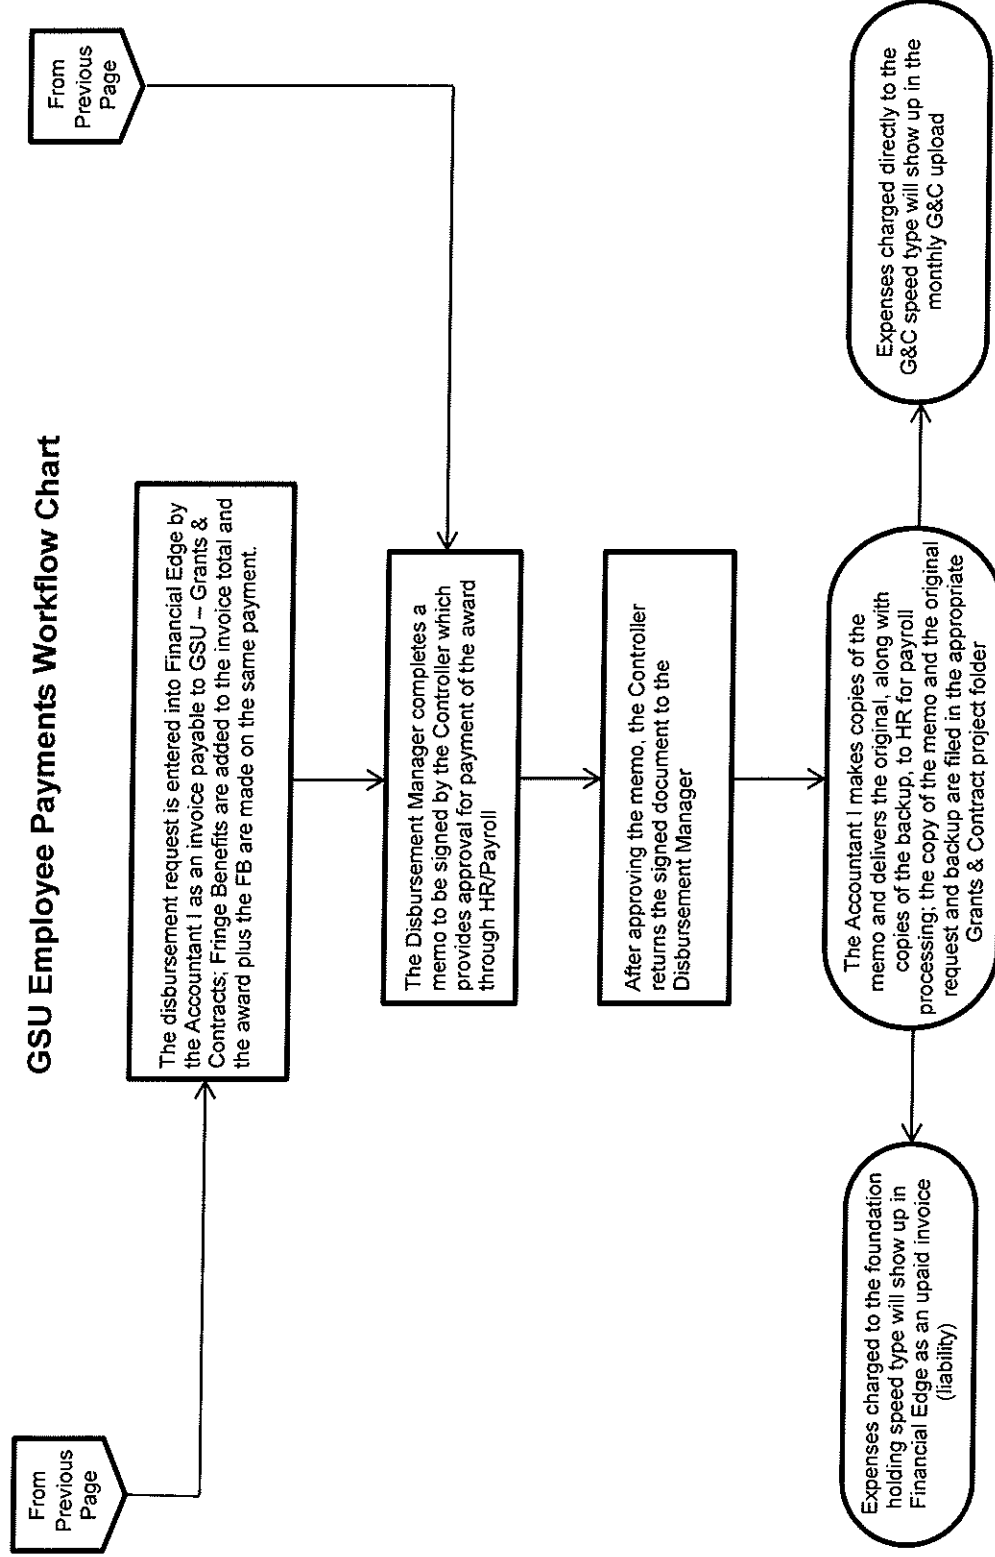 GSU Employee Payments Workflow Chart
From
Previous
Page
From
Previous
Page
The disbursement request is entered into Financial Edge by
the Accountant I as an invoice payable to GSU – Grants &
Contracts; Fringe Benefits are added to the invoice total and
the award plus the FB are made on the same payment.
The Disbursement Manager completes a
memo to be signed by the Controller which
provides approval for payment of the award
through HR/Payroll
After approving the memo, the Controller
returns the signed document to the
Disbursement Manager
The Accountant I makes copies of the
memo and delivers the original, along with
copies of the backup, to HR for payroll
processing; the copy of the memo and the original
request and backup are filed in the appropriate
Grants & Contract project folder
Expenses charged to the foundation
holding speed type will show up in
Financial Edge as an upaid invoice
(liability)
Expenses charged directly to the
G&C speed type will show up in the
monthly G&C upload